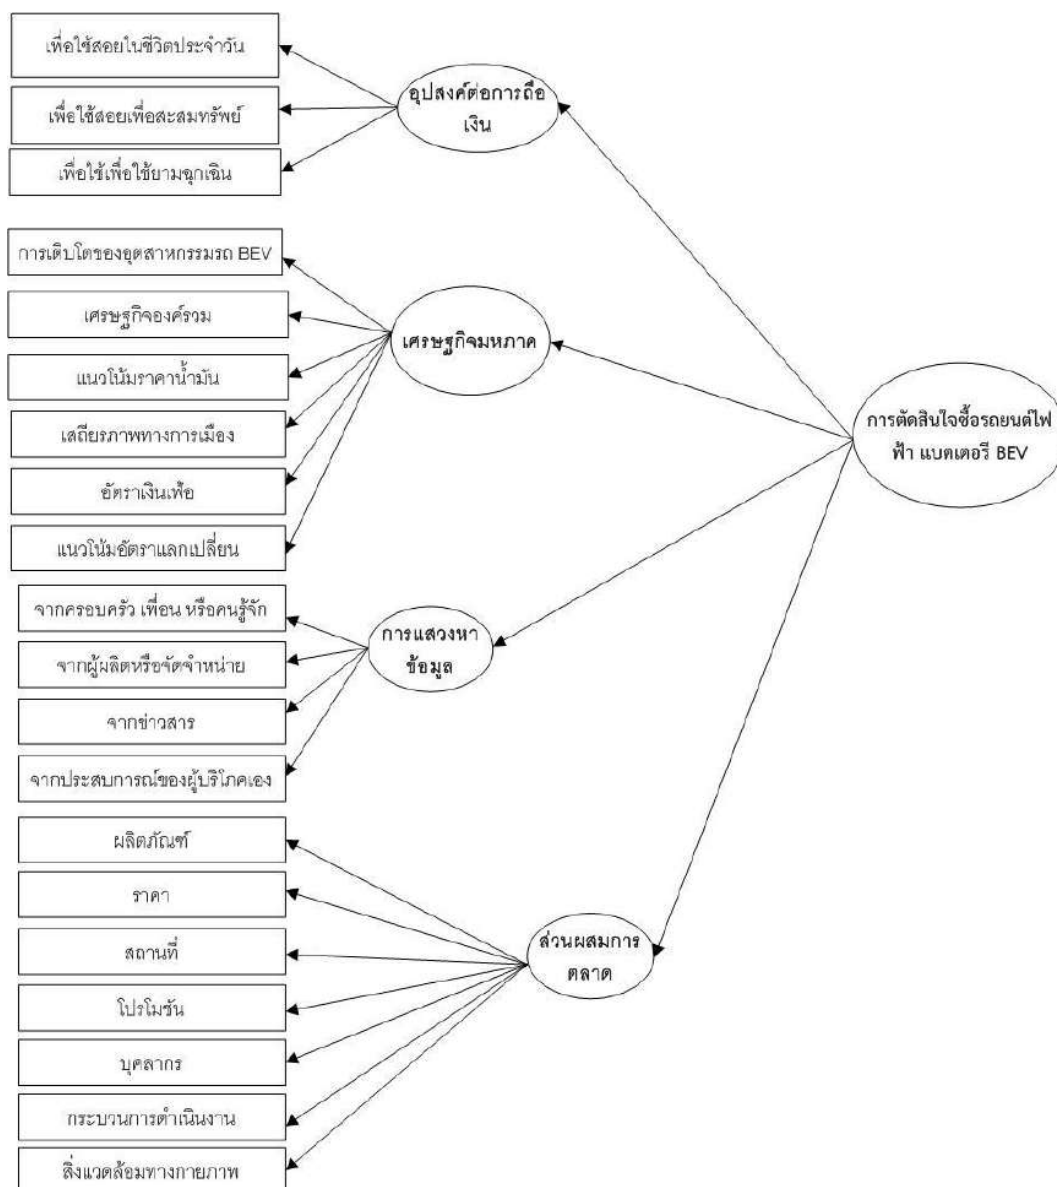 เพื่อใช้สอยในชีวิตประจำวัน
เพื่อใช้สอยเพื่อสะสมทรัพย์
เพื่อใช้เพื่อใช้ยามฉุกเฉิน
อุปสงค์ต่อการถือ
เงิน
การเติบโตของอุตสาหกรรมรถ BEV
เศรษฐกิจองค์รวม
แนวโน้มราคาน้ำมัน
เสถียรภาพทางการเมือง
อัตราเงินเฟ้อ
แนวโน้มอัตราแลกเปลี่ยน
เศรษฐกิจมหภาค
การตัดสินใจซื้อรถยนต์ไฟ
ฟ้า แบตเตอรี BEV
จากครอบครัว เพื่อน หรือคนรู้จัก
จากผู้ผลิตหรือจัดจำหน่าย
จากข่าวสาร
จากประสบการณ์ของผู้บริโภคเอง
การแสวงหา
ข้อมูล
ผลิตภัณฑ์
ราคา
สถานที่
โปรโมชัน
บุคลากร
กระบวนการดำเนินงาน
สิ่งแวดล้อมทางกายภาพ
ส่วนผสมการ
ตลาด